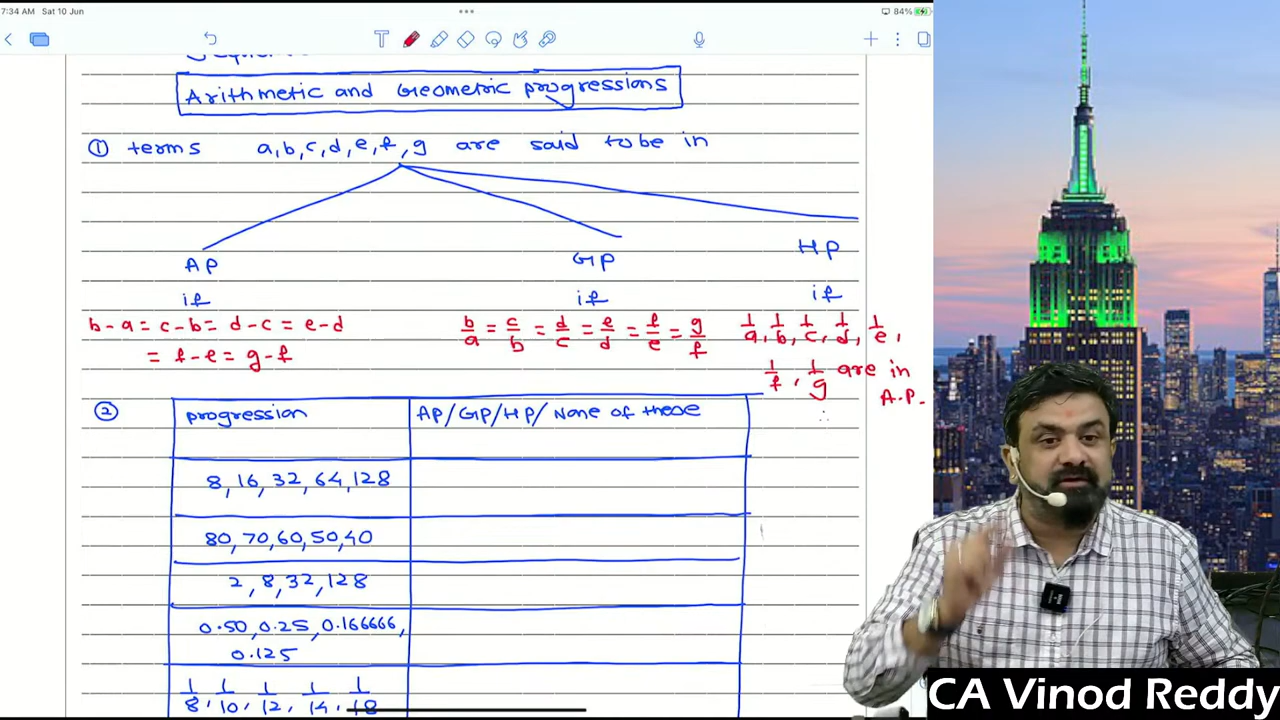 7:34 AM Sat 10 Jun
84%
T
Arithmetic and Geometric progressions
① terms a,b,c,d,e,f,g are said to be in
AP GP HP
if if if
b-a = c-b = d-c = e-d
= f-e = g-f
b/a = c/b = d/c = e/d = f/e = g/f
1/a, 1/b, 1/c, 1/d, 1/e,
1/f, 1/g are in
A.P.
② progression AP/GP/HP/None of these
8,16,32,64,128
80,70,60,50,40
2,8,32,128
0.50,0.25,0.166666,
0.125
1/8, 1/10, 1/12, 1/14, 1/18
CA Vinod Reddy